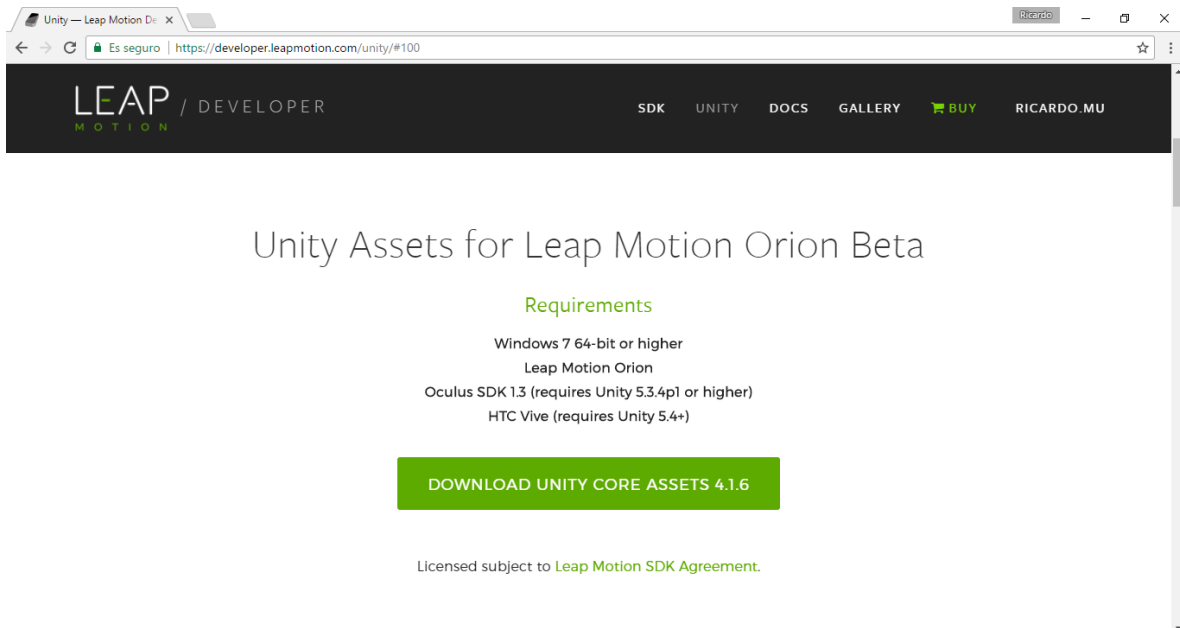 Unity — Leap Motion De
Ricardo
Es seguro | https://developer.leapmotion.com/unity/#100
LEAP / DEVELOPER
MOTION
SDK UNITY DOCS GALLERY BUY RICARDO.MU
Unity Assets for Leap Motion Orion Beta
Requirements
Windows 7 64-bit or higher
Leap Motion Orion
Oculus SDK 1.3 (requires Unity 5.3.4p1 or higher)
HTC Vive (requires Unity 5.4+)
DOWNLOAD UNITY CORE ASSETS 4.1.6
Licensed subject to Leap Motion SDK Agreement.